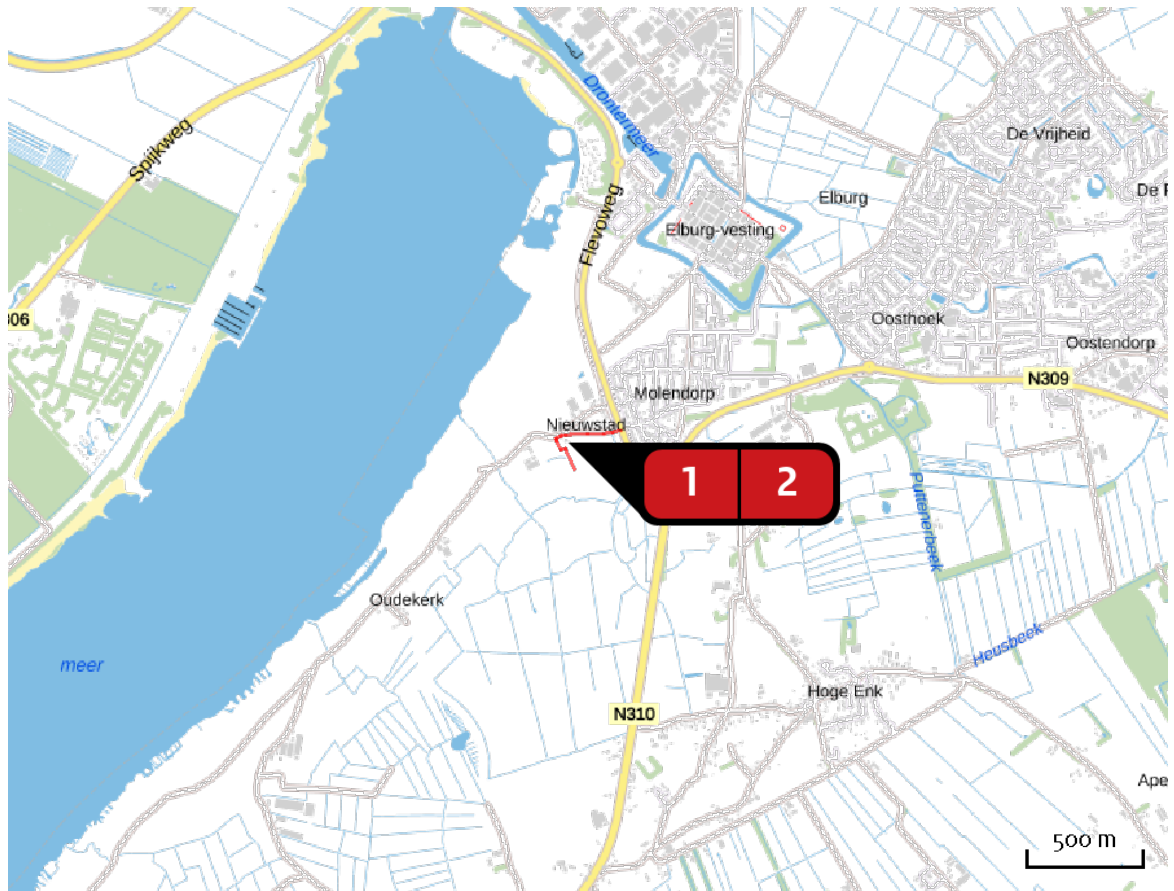 Drontermeer
De Vrijheid
Spijkweg
De
Elburg
Flevoweg
Elburg-vesting
306
Oosthoek
Oostendorp
N309
Molendorp
Nieuwstad
1
2
Puttenerbeek
Oudekerk
Heusbeek
meer
Hoge Enk
N310
Ape
500 m